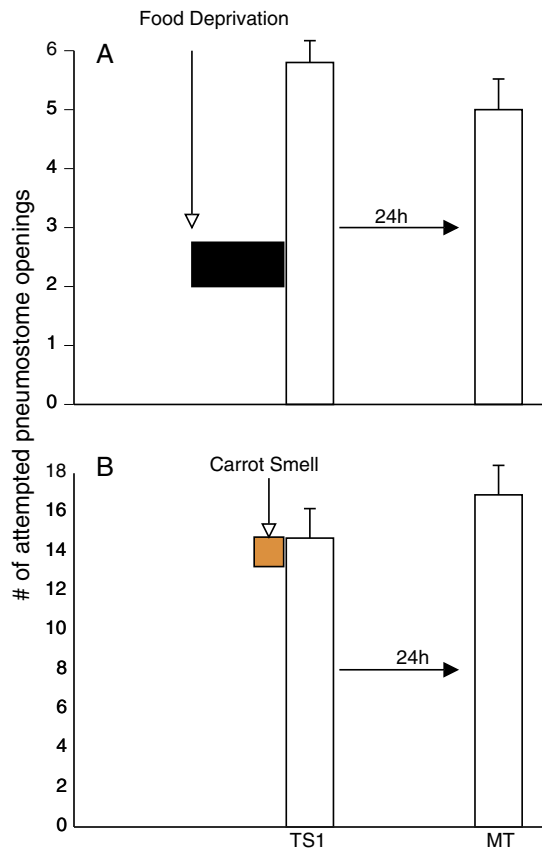 Food Deprivation
A
6
5
4
3
2
1
0
24h
# of attempted pneumostome openings
B
Carrot Smell
18
16
14
12
10
8
6
4
2
0
24h
TS1
MT